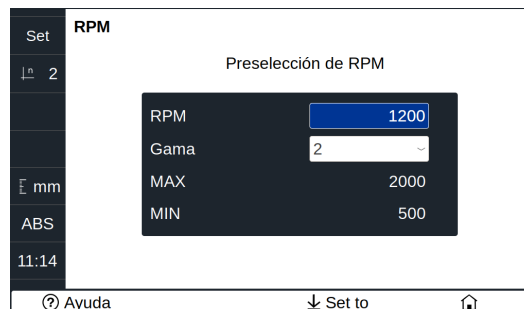 Set
RPM
n 2
Preselección de RPM
RPM 1200
Gama 2
MAX 2000
MIN 500
mm
ABS
11:14
Ayuda
Set to